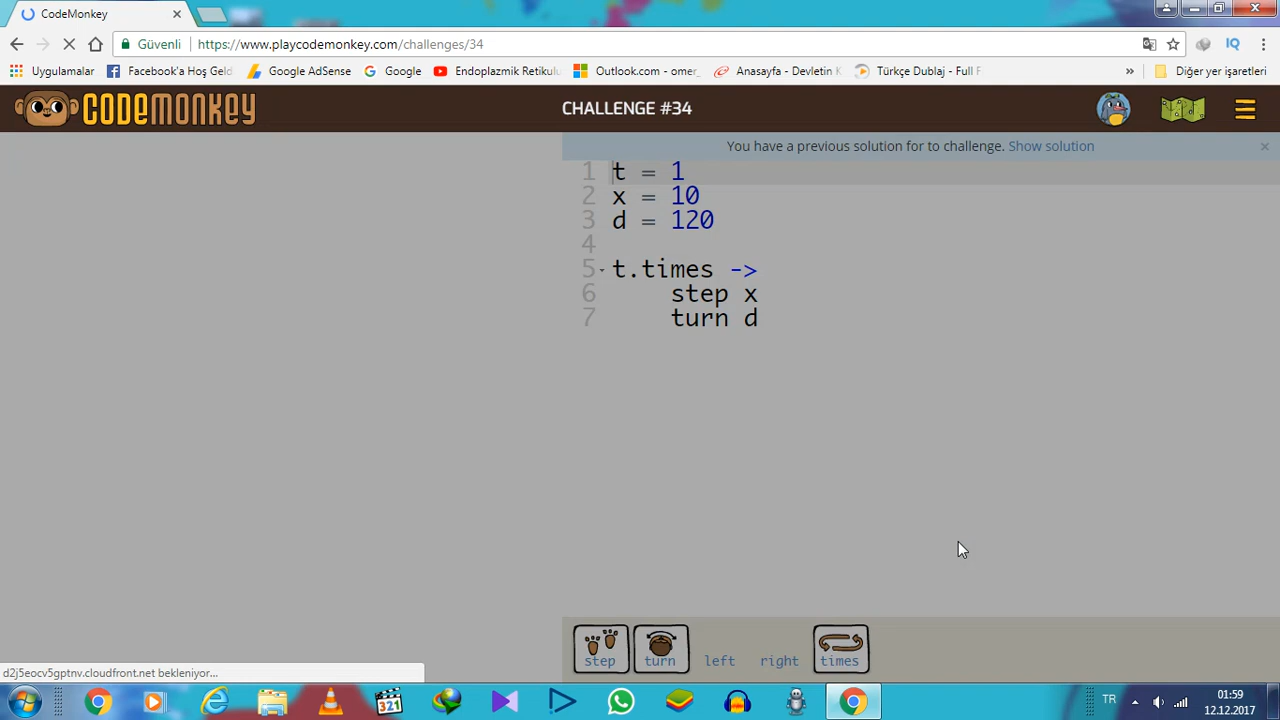 CodeMonkey
Güvenli https://www.playcodemonkey.com/challenges/34
Uygulamalar Facebook'a Hoş Geld Google AdSense Google Endoplazmik Retikulu Outlook.com - omer_ Anasayfa - Devletin K Türkçe Dublaj - Full F » Diğer yer işaretleri
CODEMONKEY CHALLENGE #34
You have a previous solution for to challenge. Show solution
1 t = 1
2 x = 10
3 d = 120
4
5 t.times ->
6 step x
7 turn d
step turn left right times
d2j5eocv5gptnv.cloudfront.net bekleniyor...
321 TR 01:59
12.12.2017